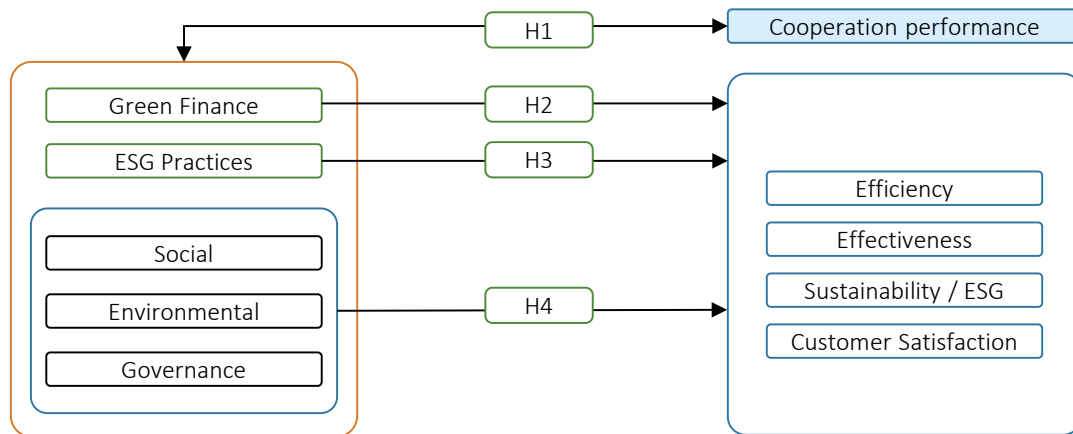 H1
Cooperation performance
Green Finance
H2
ESG Practices
H3
Efficiency
Social
Effectiveness
Environmental
H4
Sustainability / ESG
Governance
Customer Satisfaction